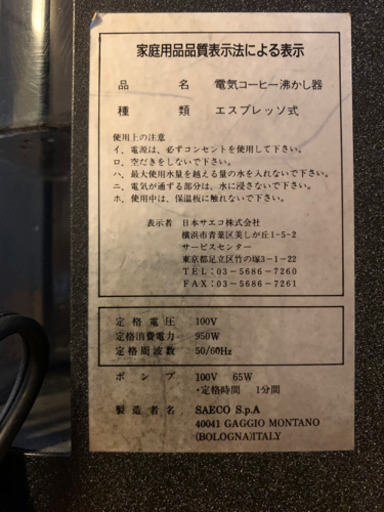 家庭用品品質表示法による表示
品名 電気コーヒー沸かし器
種類 エスプレッソ式
使用上の注意
イ、電源は、必ずコンセントを使用して下さい。
ロ、空だきをしないで下さい。
ハ、最大使用水量を越える量の水を入れないで下さい。
ニ、電気が通ずる部分は、水に浸さないで下さい。
ホ、使用中は、保温板に触れないで下さい。
表示者 日本サエコ株式会社
横浜市青葉区美しが丘1-5-2
サービスセンター
東京都足立区竹の塚3-1-22
TEL:03-5686-7260
FAX:03-5686-7261
定格電圧 100V
定格消費電力 950W
定格周波数 50/60Hz
ポンプ 100V 65W
・定格時間 1分間
製造者名 SAECO S.p.A
40041 GAGGIO MONTANO
(BOLOGNA)ITALY